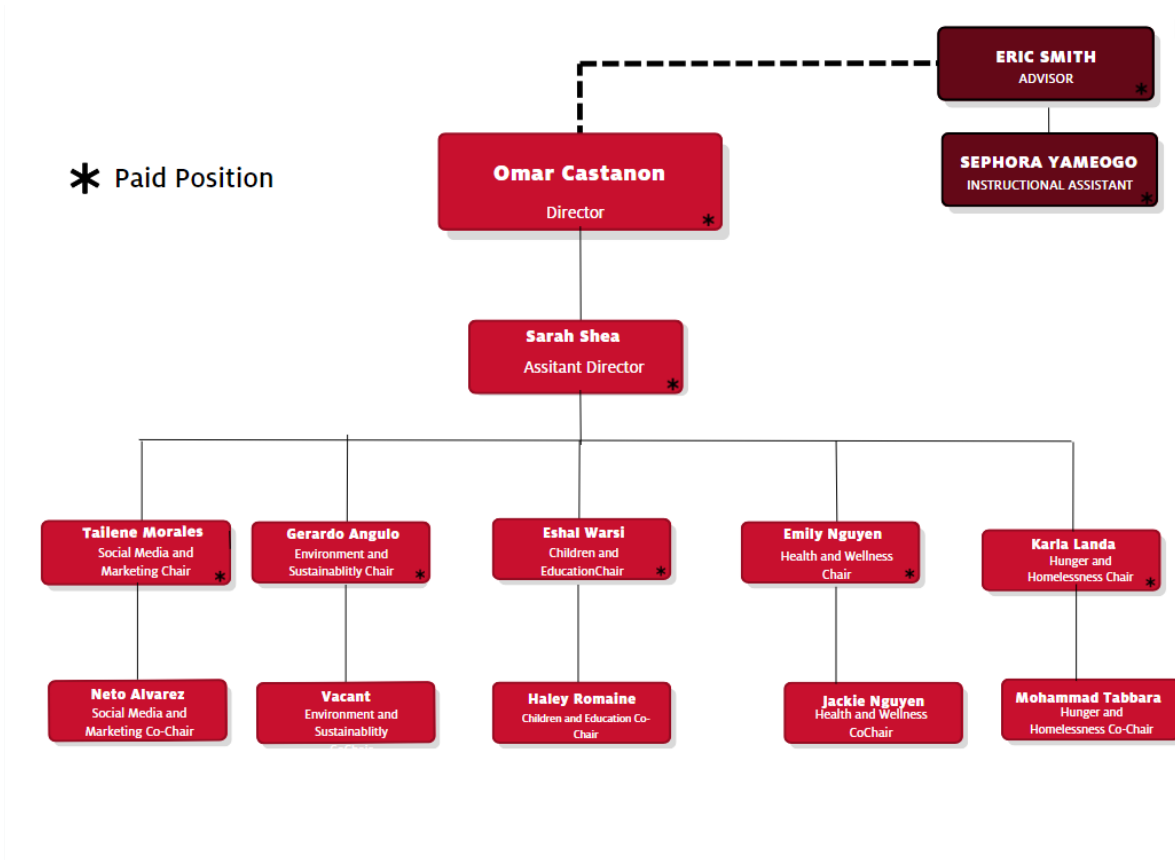 ERIC SMITH
ADVISOR
SEPHORA YAMEOGO
INSTRUCTIONAL ASSISTANT
* Paid Position
Omar Castanon
Director
Sarah Shea
Assitant Director
Tailene Morales
Social Media and
Marketing Chair
Gerardo Angulo
Environment and
Sustainablitly Chair
Eshal Warsi
Children and
EducationChair
Emily Nguyen
Health and Wellness
Chair
Karla Landa
Hunger and
Homelessness Chair
Neto Alvarez
Social Media and
Marketing Co-Chair
Vacant
Environment and
Sustainablitly
Haley Romaine
Children and Education Co-
Chair
Jackie Nguyen
Health and Wellness
CoChair
Mohammad Tabbara
Hunger and
Homelessness Co-Chair